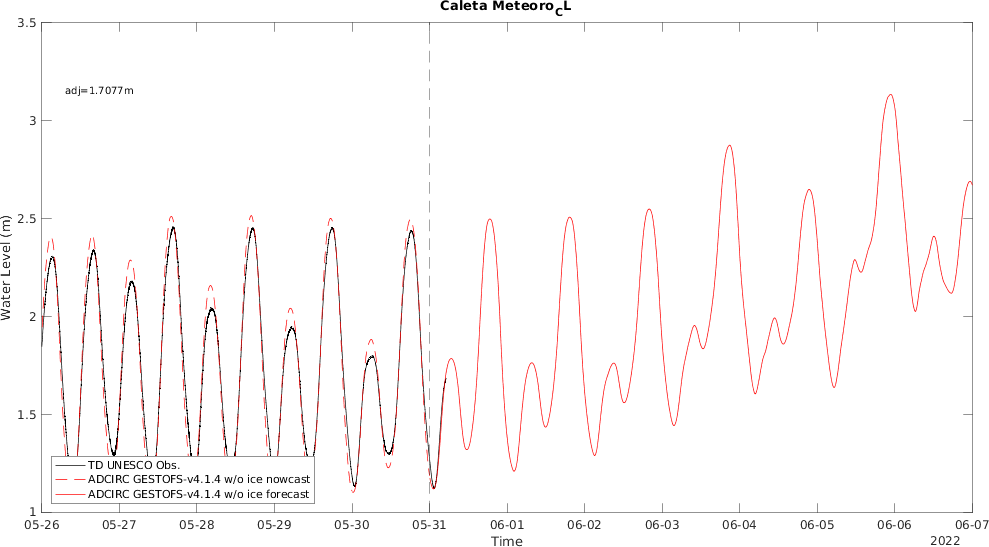 Caleta Meteoro_CL
adj=1.7077m
Water Level (m)
3.5
3
2.5
2
1.5
1
TD UNESCO Obs.
ADCIRC GESTOFS-v4.1.4 w/o ice nowcast
ADCIRC GESTOFS-v4.1.4 w/o ice forecast
05-26 05-27 05-28 05-29 05-30 05-31 06-01 06-02 06-03 06-04 06-05 06-06 06-07
Time
2022